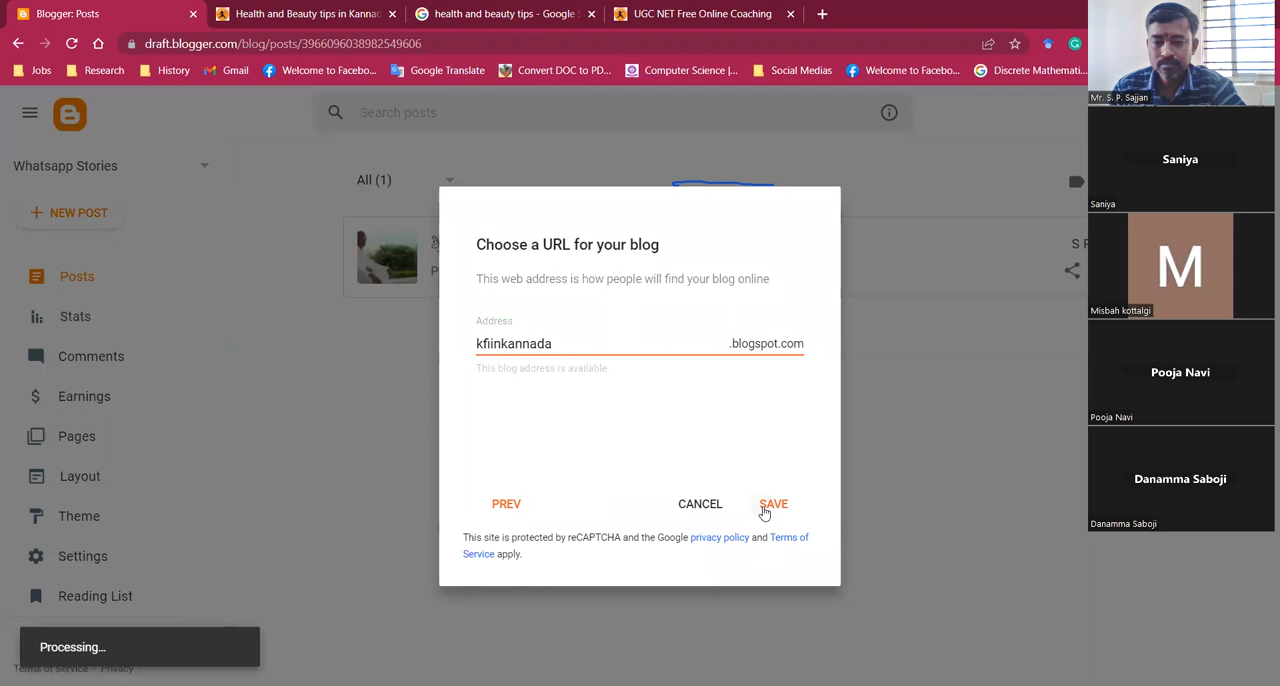 Blogger: Posts
Health and Beauty tips in Kannad
health and beauty tips - Google S
UGC NET Free Online Coaching
draft.blogger.com/blog/posts/3966096038982549606
Jobs
Research
History
Gmail
Welcome to Facebo...
Google Translate
Convert DOC to PD...
Computer Science |...
Social Medias
Welcome to Facebo...
Discrete Mathemati...
Mr. S. P. Sajjan
Search posts
Whatsapp Stories
All (1)
NEW POST
Saniya
Saniya
S P
Posts
Stats
Comments
Earnings
Pages
Layout
Theme
Settings
Reading List
Choose a URL for your blog
This web address is how people will find your blog online
Address
kfiinkannada
.blogspot.com
This blog address is available
PREV
CANCEL
SAVE
This site is protected by reCAPTCHA and the Google privacy policy and Terms of
Service apply.
M
Misbah kottalgi
Pooja Navi
Pooja Navi
Danamma Saboji
Danamma Saboji
Processing...
Terms of Service
Privacy